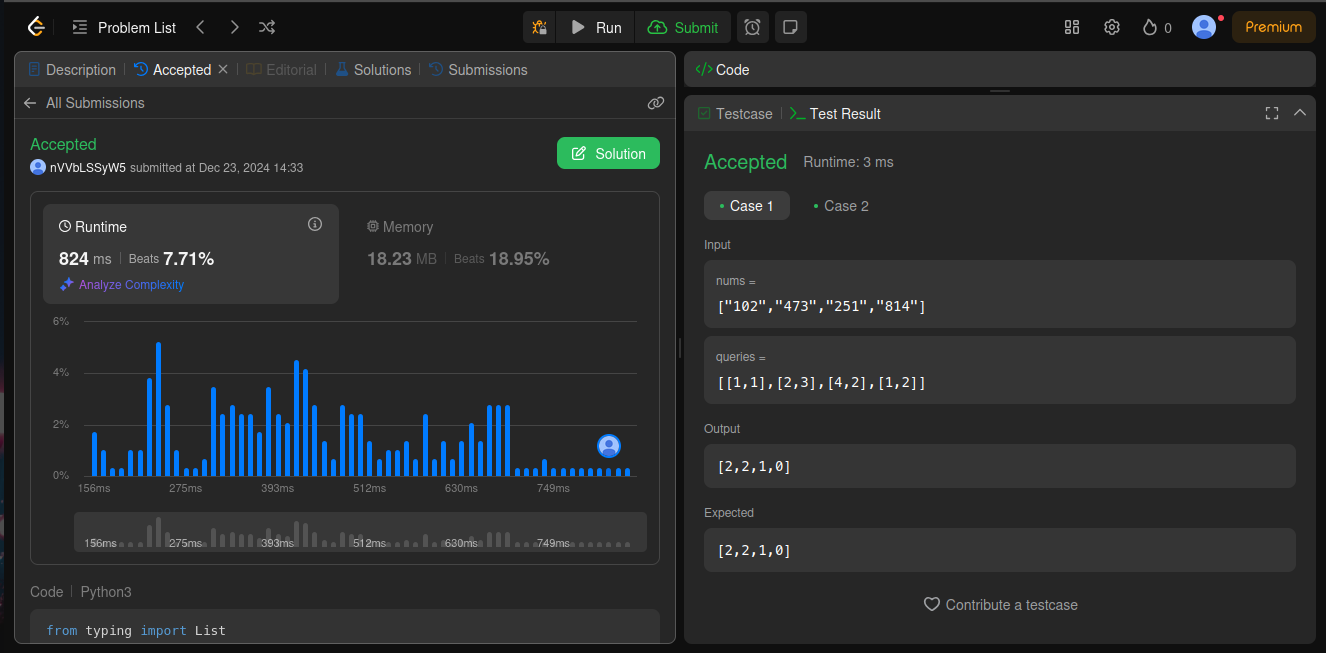 Problem List
Run
Submit
0
Premium
Description
Accepted
Editorial
Solutions
Submissions
All Submissions
Accepted
nVVbLSSyW5 submitted at Dec 23, 2024 14:33
Solution
Runtime
824 ms | Beats 7.71%
Analyze Complexity
Memory
18.23 MB | Beats 18.95%
6%
4%
2%
0%
156ms 275ms 393ms 512ms 630ms 749ms
156ms 275ms 393ms 512ms 630ms 749ms
Code | Python3
from typing import List
</> Code
Testcase
Test Result
Accepted Runtime: 3 ms
• Case 1 • Case 2
Input
nums =
["102","473","251","814"]
queries =
[[1,1],[2,3],[4,2],[1,2]]
Output
[2,2,1,0]
Expected
[2,2,1,0]
Contribute a testcase